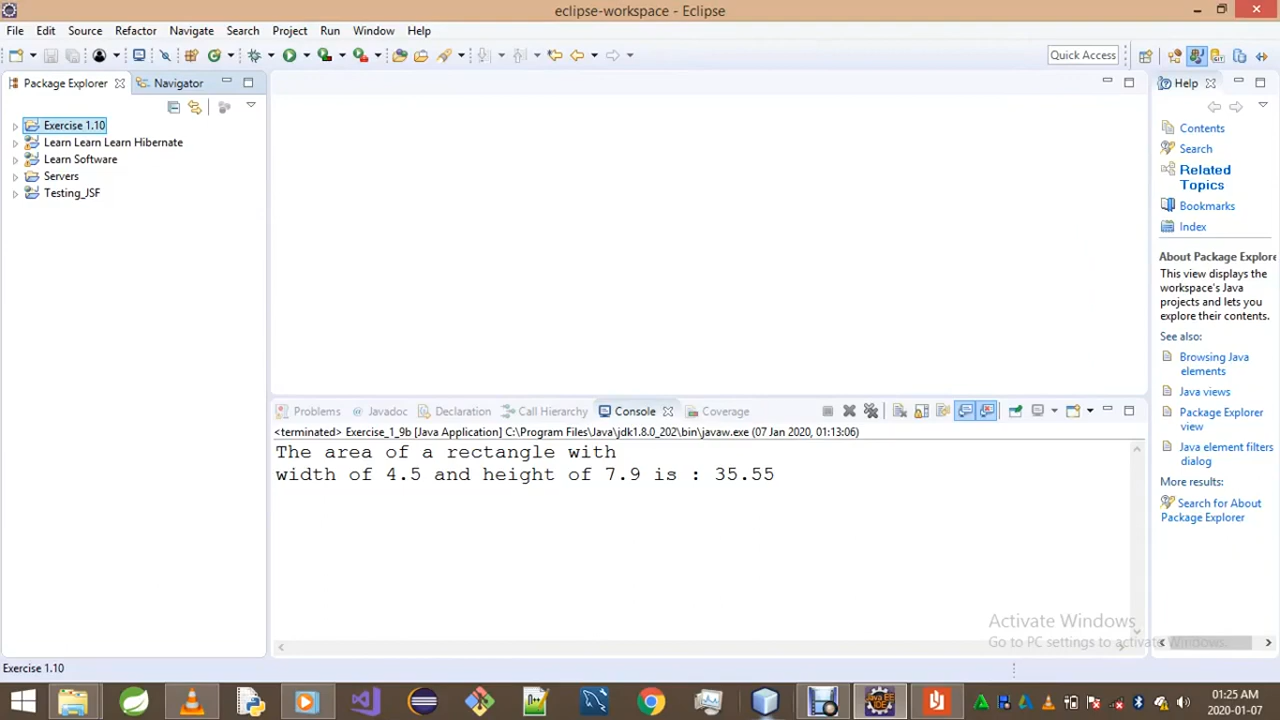 eclipse-workspace - Eclipse
File Edit Source Refactor Navigate Search Project Run Window Help
Quick Access
Package Explorer Navigator
Help
Exercise 1.10
Learn Learn Learn Hibernate
Learn Software
Servers
Testing_JSF
Contents
Search
Related
Topics
Bookmarks
Index
About Package Explore
This view displays the
workspace's Java
projects and lets you
explore their contents.
See also:
Browsing Java
elements
Java views
Package Explorer
view
Java element filters
dialog
More results:
Search for About
Package Explorer
Problems @ Javadoc Declaration Call Hierarchy Console Coverage
<terminated> Exercise_1_9b [Java Application] C:\Program Files\Java\jdk1.8.0_202\bin\javaw.exe (07 Jan 2020, 01:13:06)
The area of a rectangle with
width of 4.5 and height of 7.9 is : 35.55
Activate Windows
Go to PC settings to activate Windows.
Exercise 1.10
01:25 AM
2020-01-07